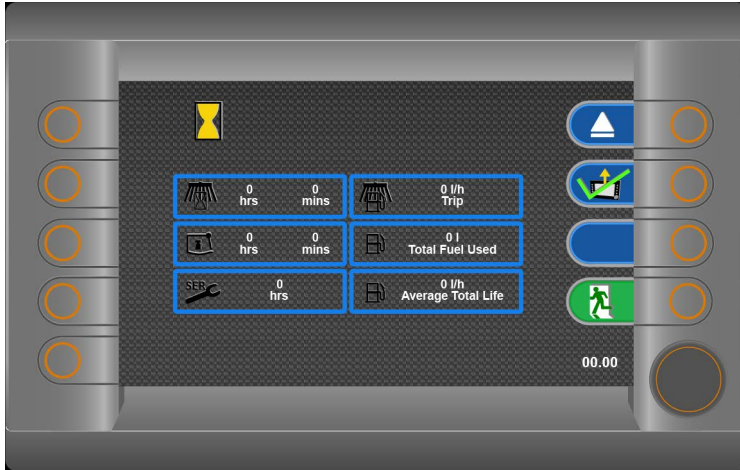 0 0
hrs mins
0 l/h
Trip
0 0
hrs mins
0 l
Total Fuel Used
SER
0
hrs
0 l/h
Average Total Life
00.00